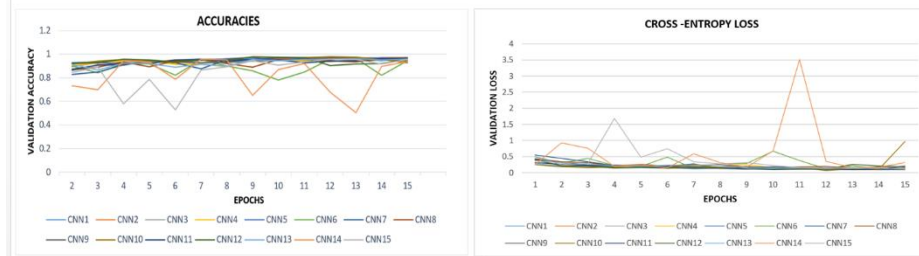 ACCURACIES
VALIDATION ACCURACY
1.2
1
0.8
0.6
0.4
0.2
0
2 3 4 5 6 7 8 9 10 11 12 13 14 15
EPOCHS
CNN1 CNN2 CNN3 CNN4 CNN5 CNN6 CNN7 CNN8
CNN9 CNN10 CNN11 CNN12 CNN13 CNN14 CNN15
CROSS -ENTROPY LOSS
VALIDATION LOSS
4
3.5
3
2.5
2
1.5
1
0.5
0
1 2 3 4 5 6 7 8 9 10 11 12 13 14 15
EPOCHS
CNN1 CNN2 CNN3 CNN4 CNN5 CNN6 CNN7 CNN8
CNN9 CNN10 CNN11 CNN12 CNN13 CNN14 CNN15